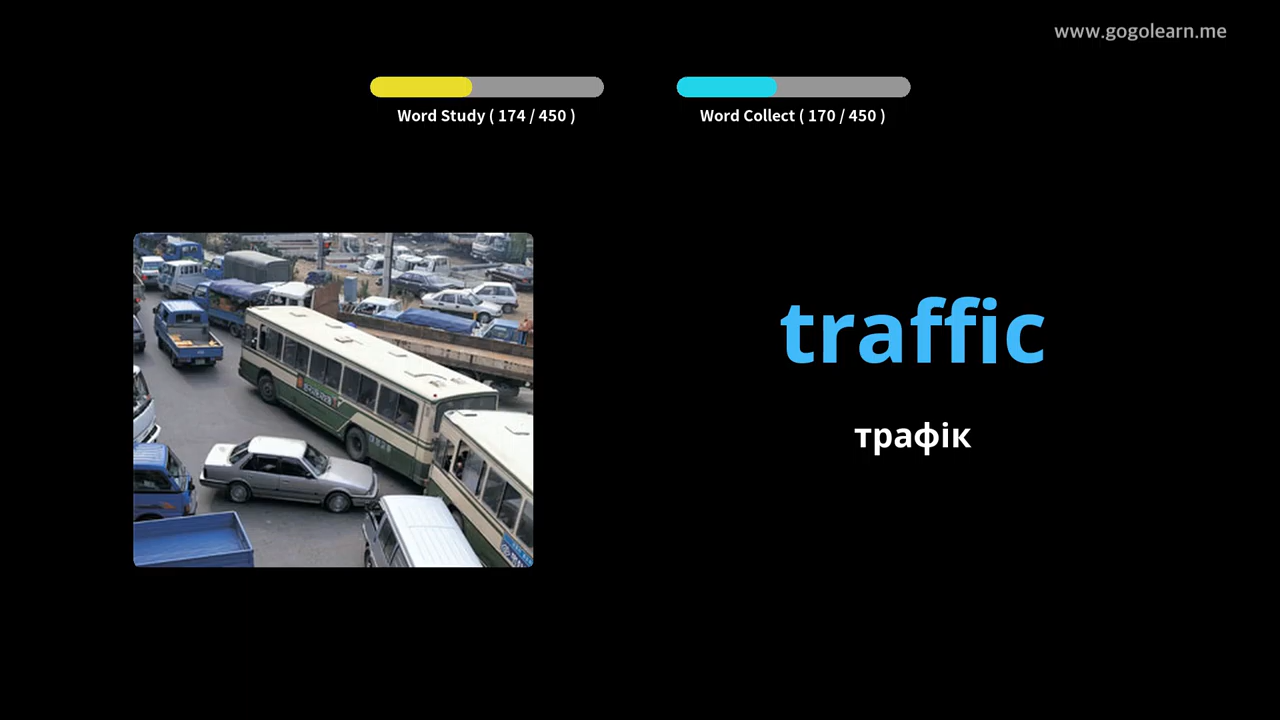 www.gogolearn.me
Word Study ( 174 / 450 )
Word Collect ( 170 / 450 )
traffic
трафік